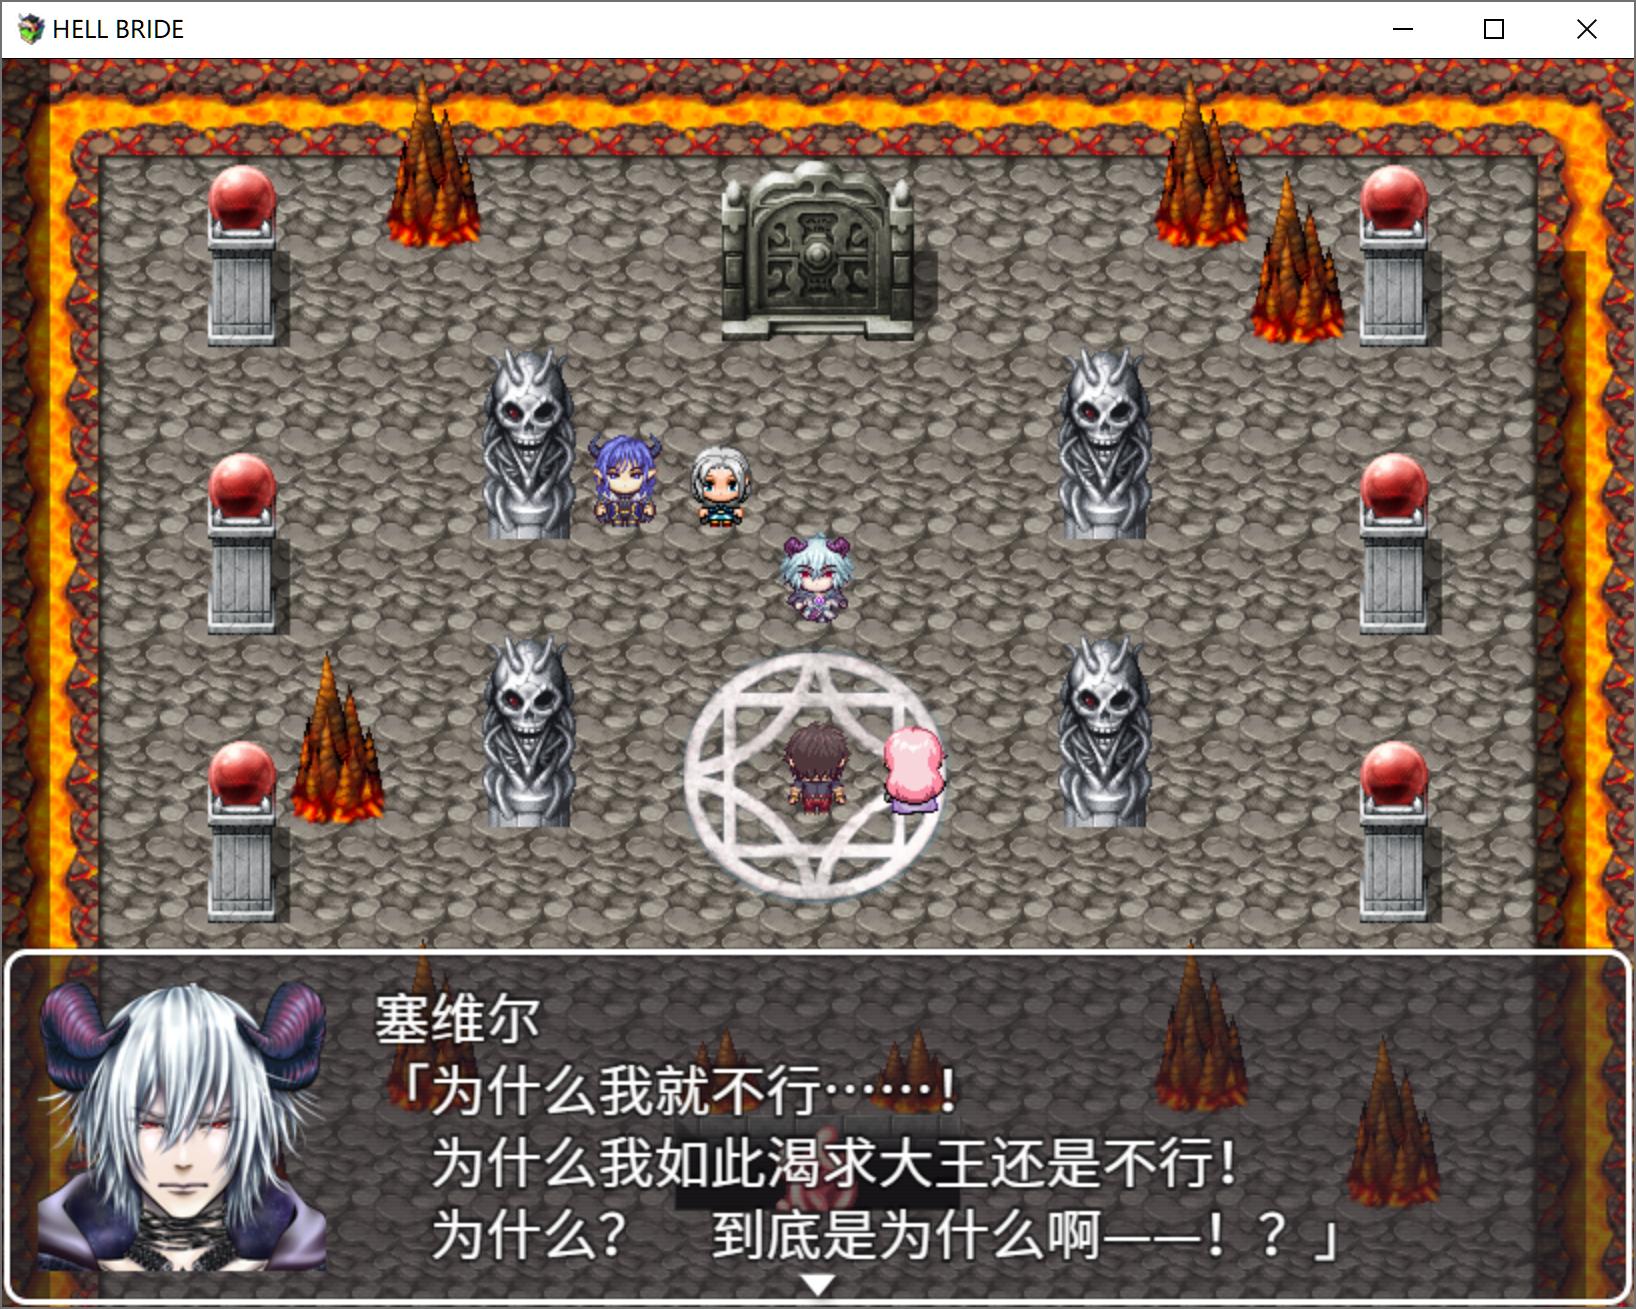 HELL BRIDE
塞维尔
「为什么我就不行……!
为什么我如此渴求大王还是不行!
为什么? 到底是为什么啊——!?」